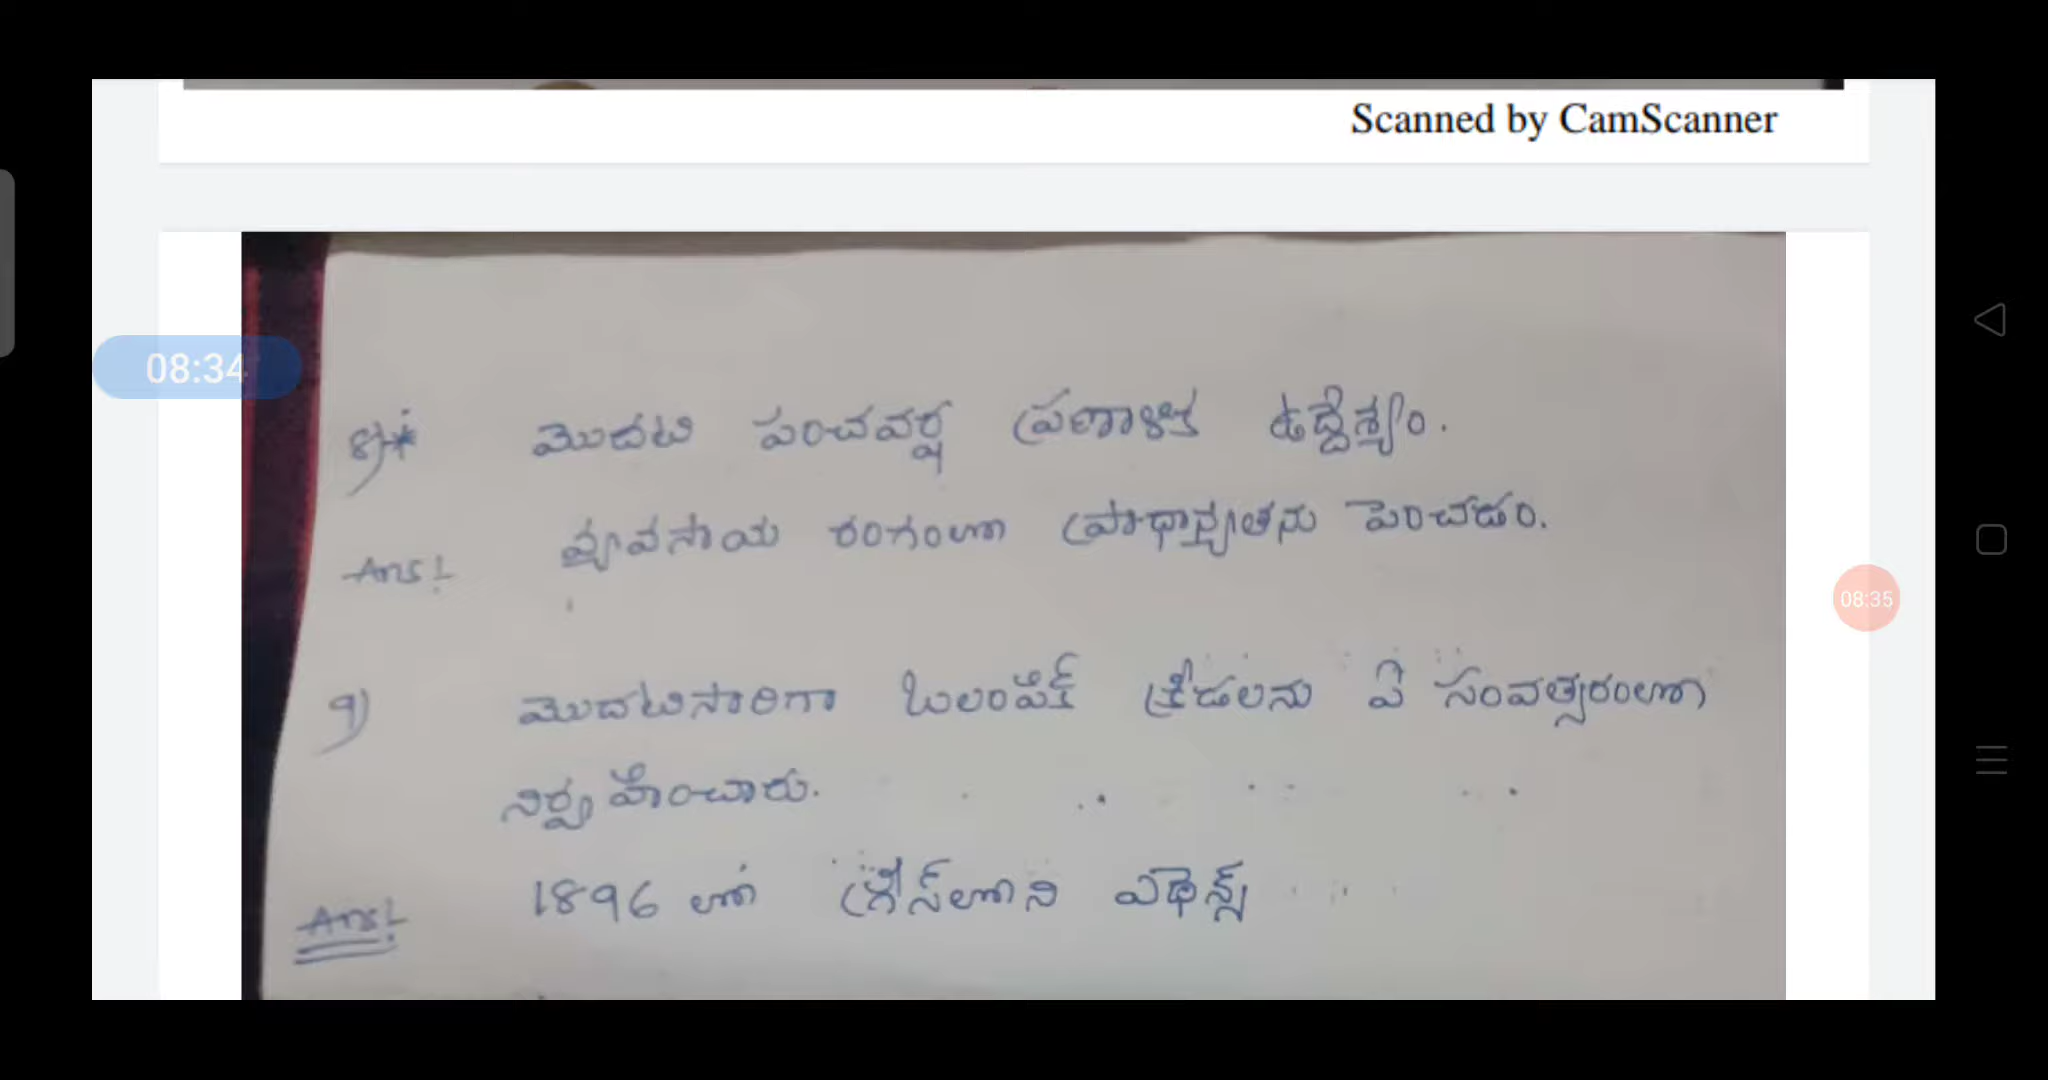 Scanned by CamScanner
08:34
8)* మొదటి పంచవర్ష ప్రణాళిక ఉద్దేశ్యం.
Ans:- వ్యవసాయ రంగంలో ప్రాధాన్యతను పెంచడం.
08:35
9) మొదటిసారిగా ఒలంపిక్ క్రీడలను ఏ సంవత్సరంలో
నిర్వహించారు.
Ans:- 1896 లో గ్రీస్‌లోని ఏథెన్స్